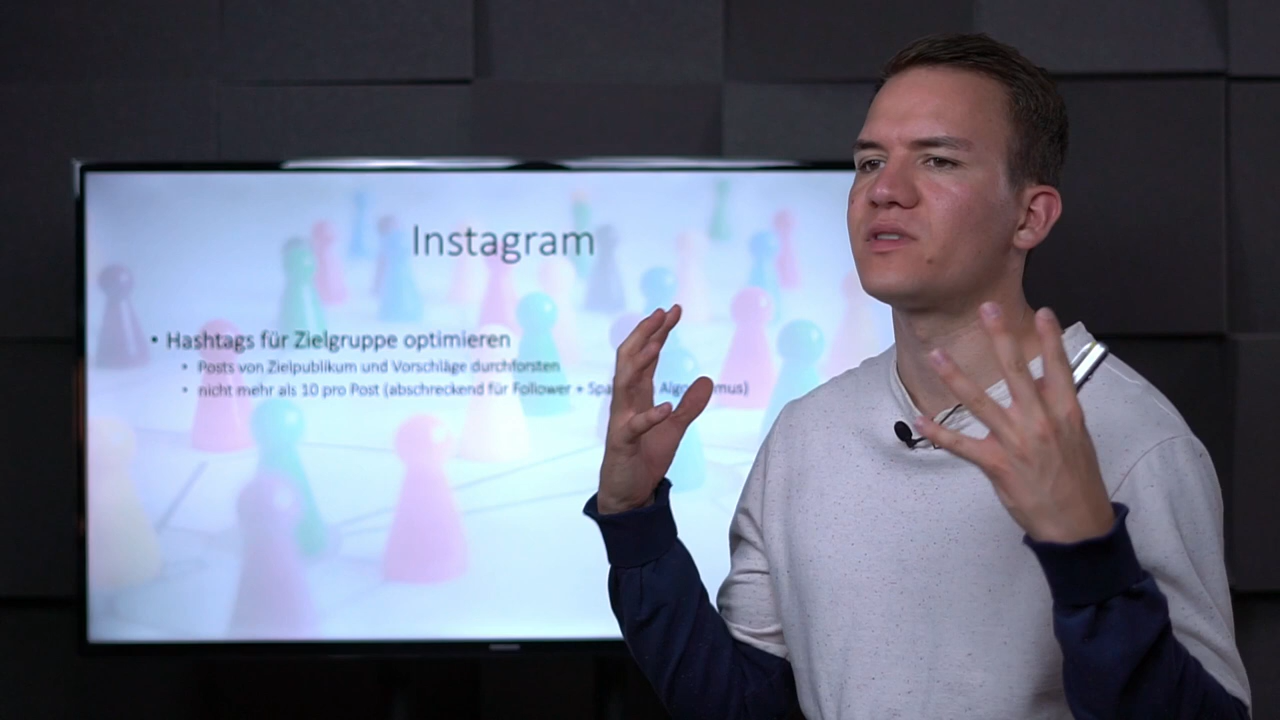 Instagram
• Hashtags für Zielgruppe optimieren
• Posts von Zielpublikum und Vorschläge durchforsten
• nicht mehr als 10 pro Post (abschreckend für Follower +